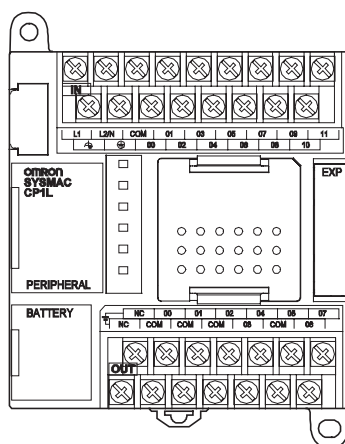 IN
L1 L2/N COM 01 03 05 07 09 11
00 02 04 06 08 10
OMRON
SYSMAC
CP1L
EXP
PERIPHERAL
BATTERY
NC 00 01 02 04 05 07
NC COM COM COM 03 COM 06
OUT